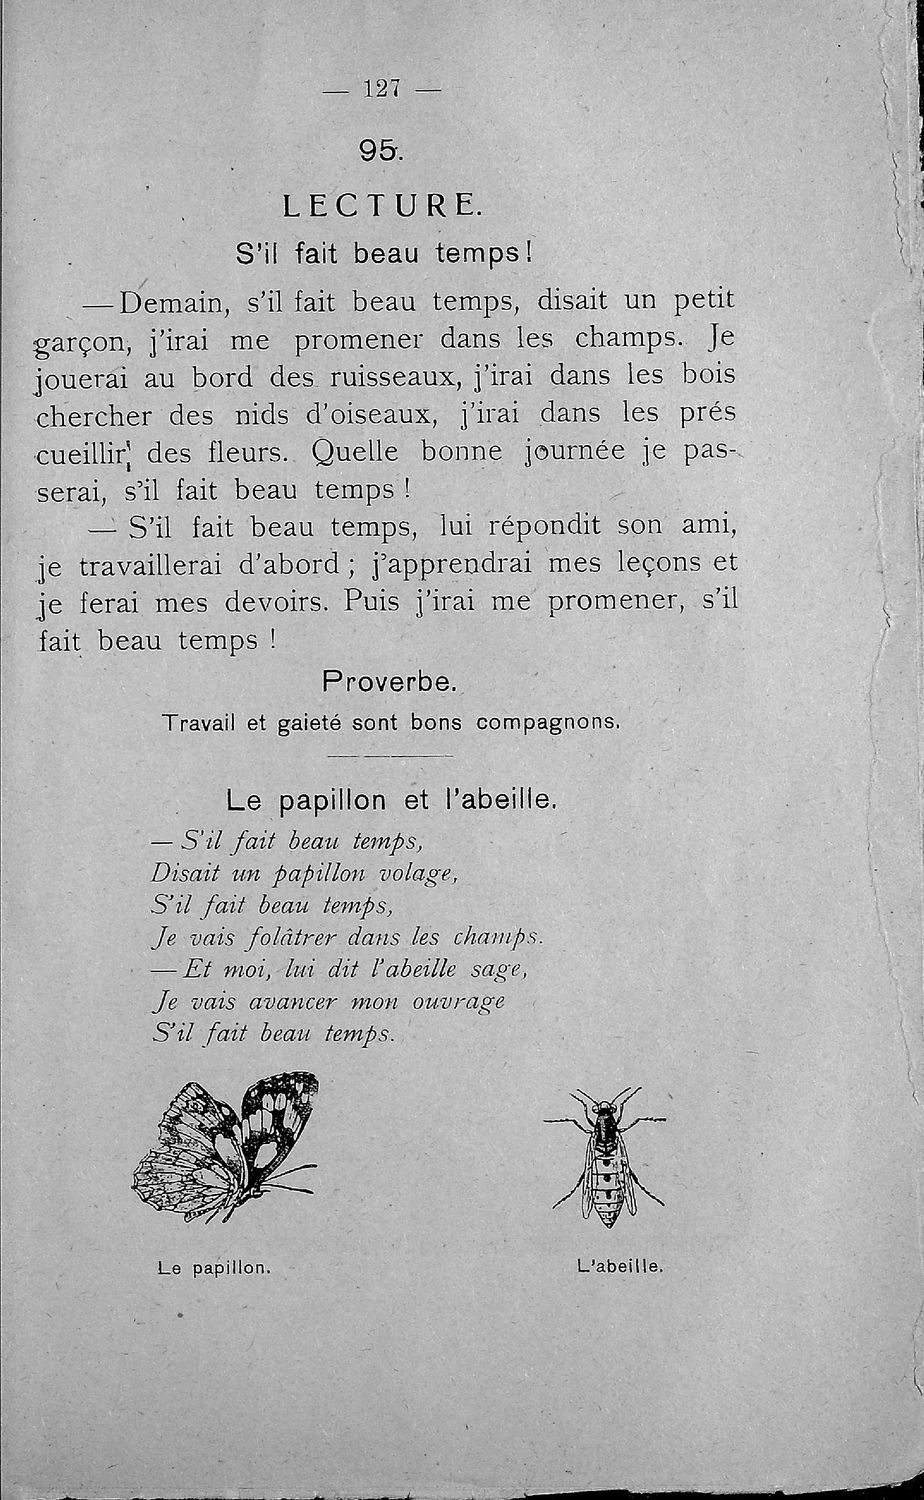 — 127 —
95.
LECTURE.
S'il fait beau temps!
— Demain, s'il fait beau temps, disait un petit
garçon, j'irai me promener dans les champs. Je
jouerai au bord des ruisseaux, j'irai dans les bois
chercher des nids d'oiseaux, j'irai dans les prés
cueillir des fleurs. Quelle bonne journée je pas-
serai, s'il fait beau temps !
— S'il fait beau temps, lui répondit son ami,
je travaillerai d'abord ; j'apprendrai mes leçons et
je ferai mes devoirs. Puis j'irai me promener, s'il
fait beau temps !
Proverbe.
Travail et gaieté sont bons compagnons.
Le papillon et l'abeille.
— S'il fait beau temps,
Disait un papillon volage,
S'il fait beau temps,
Je vais folâtrer dans les champs.
— Et moi, lui dit l'abeille sage,
Je vais avancer mon ouvrage
S'il fait beau temps.
Le papillon.
L'abeille.